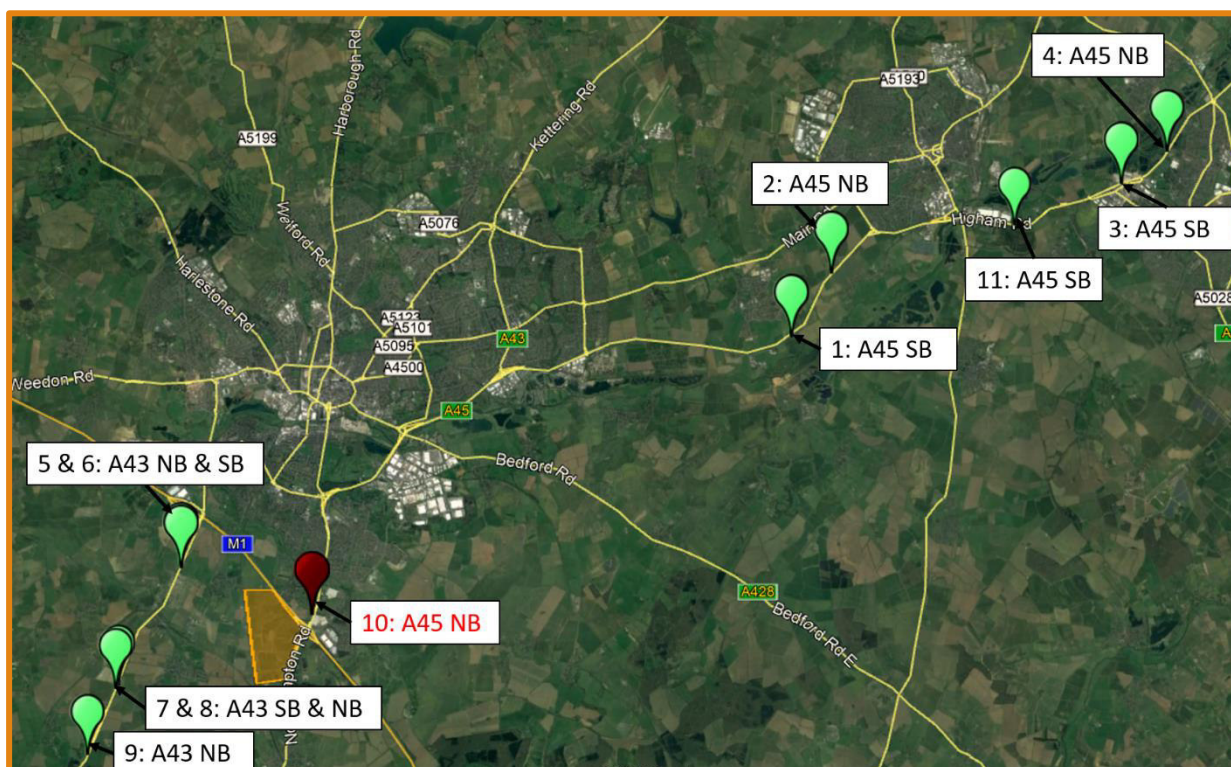 4: A45 NB
A5193
Harborough Rd
Kettering Rd
A5199
2: A45 NB
Welford Rd
A5076
Higham Rd
3: A45 SB
11: A45 SB
Harlestone Rd
A5028
A5123
A5101
A43
1: A45 SB
A5095
A4500
Weedon Rd
A45
5 & 6: A43 NB & SB
Bedford Rd
M1
A428
10: A45 NB
Bedford Rd E
7 & 8: A43 SB & NB
9: A43 NB